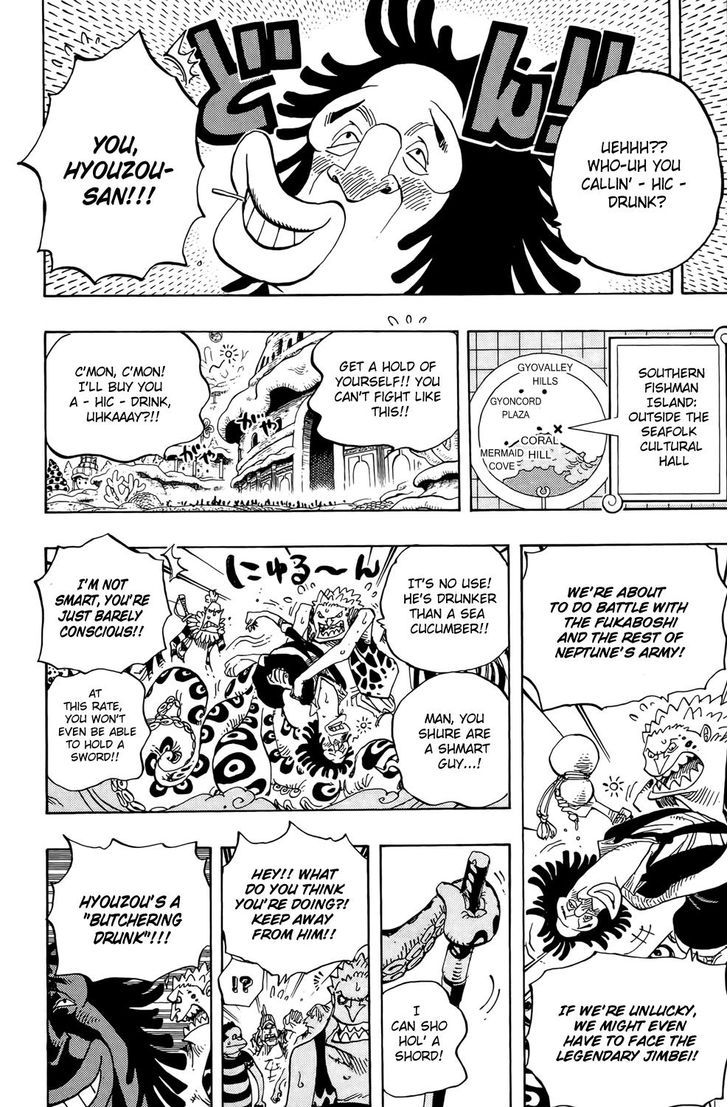 UEHHH??
WHO-UH YOU
CALLIN' - HIC -
DRUNK?
どん!!
YOU,
HYOUZOU-
SAN!!!
SOUTHERN
FISHMAN
ISLAND:
OUTSIDE THE
SEAFOLK
CULTURAL
HALL
GYOVALLEY
HILLS
GYONCORD
PLAZA
CORAL
HILL
MERMAID
COVE
GET A HOLD OF
YOURSELF!! YOU
CAN'T FIGHT LIKE
THIS!!
C'MON, C'MON!
I'LL BUY YOU
A - HIC - DRINK,
UHKAAAY?!!
ガヤ
ガヤ
WE'RE ABOUT
TO DO BATTLE WITH
THE FUKABOSHI
AND THE REST OF
NEPTUNE'S ARMY!
IF WE'RE UNLUCKY,
WE MIGHT EVEN
HAVE TO FACE THE
LEGENDARY JIMBEI!
にゅる〜〜ん
IT'S NO USE!
HE'S DRUNKER
THAN A SEA
CUCUMBER!!
MAN, YOU
SHURE ARE A
SHMART
GUY...!
I'M NOT
SMART, YOU'RE
JUST BARELY
CONSCIOUS!!
AT
THIS RATE,
YOU WON'T
EVEN BE ABLE
TO HOLD A
SWORD!!
I
CAN SHO
HOL' A
SHORD!
HEY!! WHAT
DO YOU THINK
YOU'RE DOING?!
KEEP AWAY
FROM HIM!!
!?
HYOUZOU'S A
"BUTCHERING
DRUNK"!!!